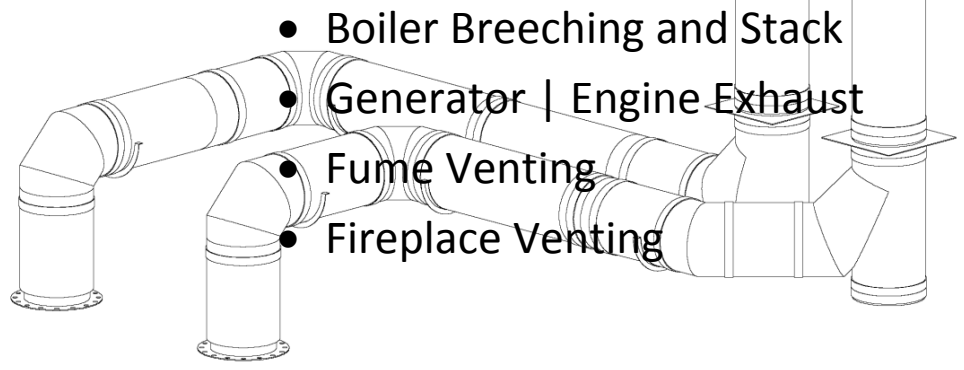 • Boiler Breeching and Stack
• Generator | Engine Exhaust
• Fume Venting
• Fireplace Venting